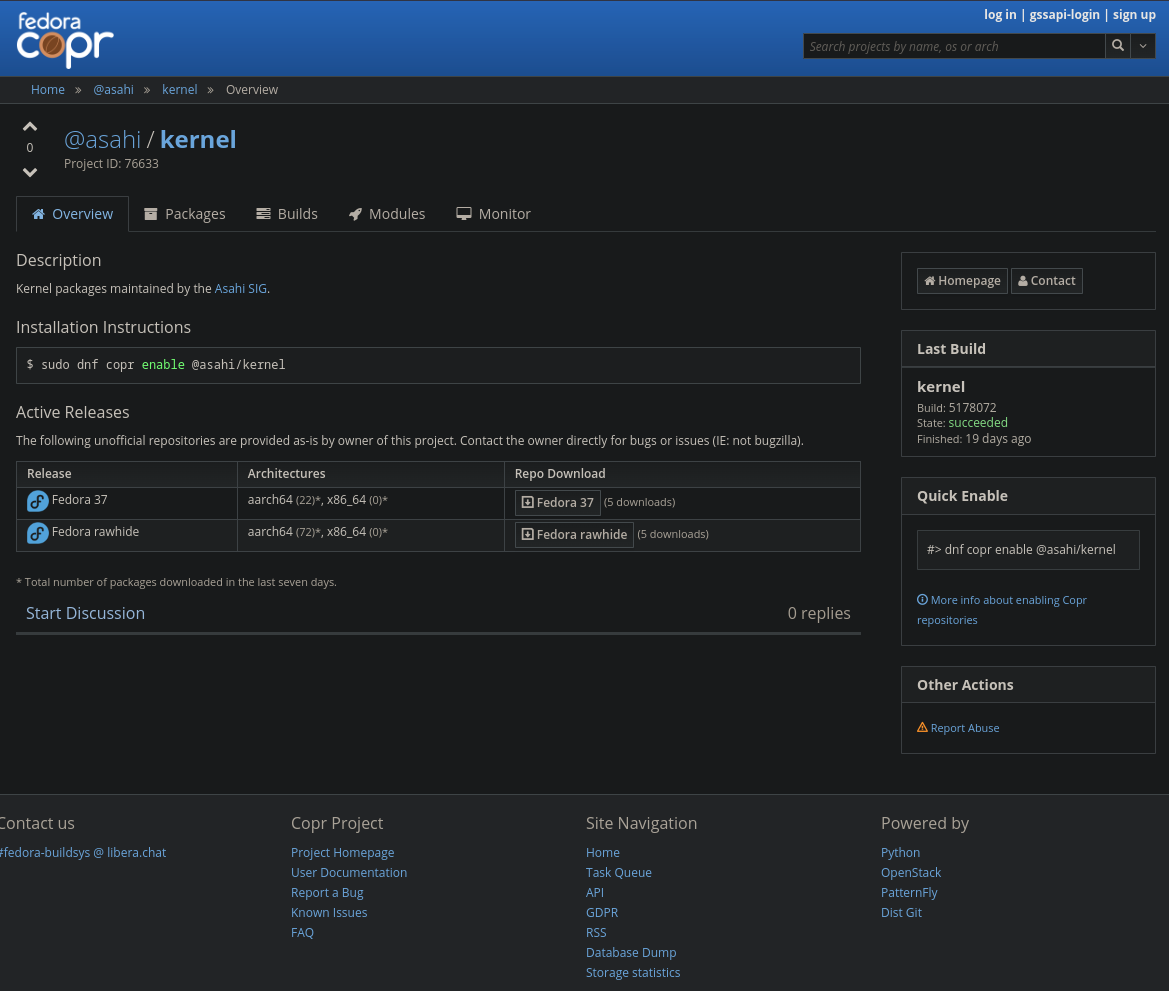 fedora
copr
log in | gssapi-login | sign up
Search projects by name, os or arch
Home » @asahi » kernel » Overview
0
@asahi / kernel
Project ID: 76633
Overview Packages Builds Modules Monitor
Description
Kernel packages maintained by the Asahi SIG.
Installation Instructions
$ sudo dnf copr enable @asahi/kernel
Active Releases
The following unofficial repositories are provided as-is by owner of this project. Contact the owner directly for bugs or issues (IE: not bugzilla).
Release Architectures Repo Download
Fedora 37 aarch64 (22)*, x86_64 (0)* Fedora 37 (5 downloads)
Fedora rawhide aarch64 (72)*, x86_64 (0)* Fedora rawhide (5 downloads)
* Total number of packages downloaded in the last seven days.
Start Discussion 0 replies
Homepage Contact
Last Build
kernel
Build: 5178072
State: succeeded
Finished: 19 days ago
Quick Enable
#> dnf copr enable @asahi/kernel
More info about enabling Copr
repositories
Other Actions
Report Abuse
Contact us
#fedora-buildsys @ libera.chat
Copr Project
Project Homepage
User Documentation
Report a Bug
Known Issues
FAQ
Site Navigation
Home
Task Queue
API
GDPR
RSS
Database Dump
Storage statistics
Powered by
Python
OpenStack
PatternFly
Dist Git